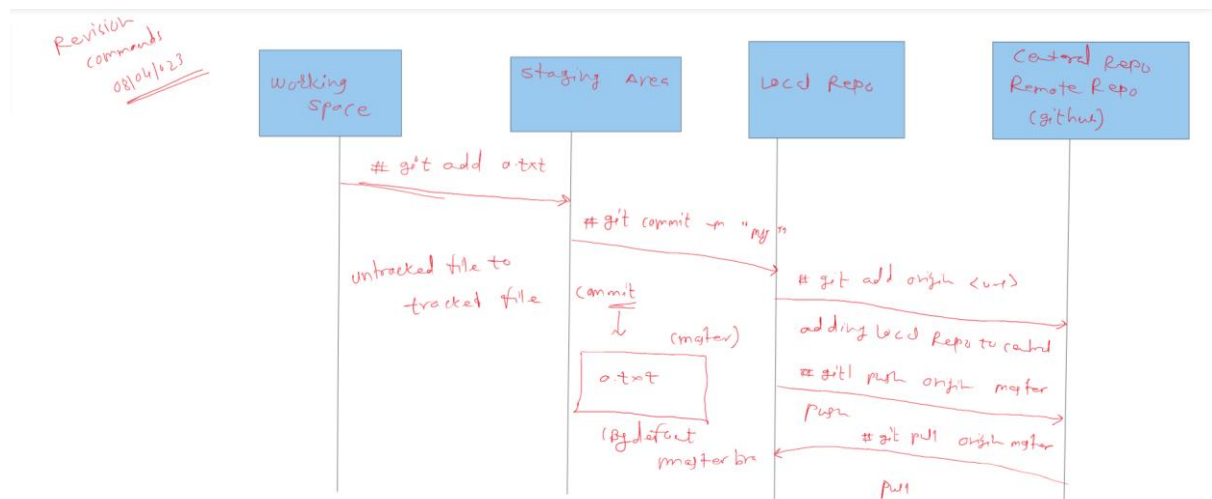 Revision
commands
08/04/023
Working
Space
Staging Area
Local Repo
Central Repo
Remote Repo
(github)
# git add a.txt
# git commit -m "msg"
untracked file to
tracked file
commit
(master)
a.txt
(By default
master bra
# git add origin <url>
adding Local Repo to central
# git push origin master
push
# git pull origin master
pull